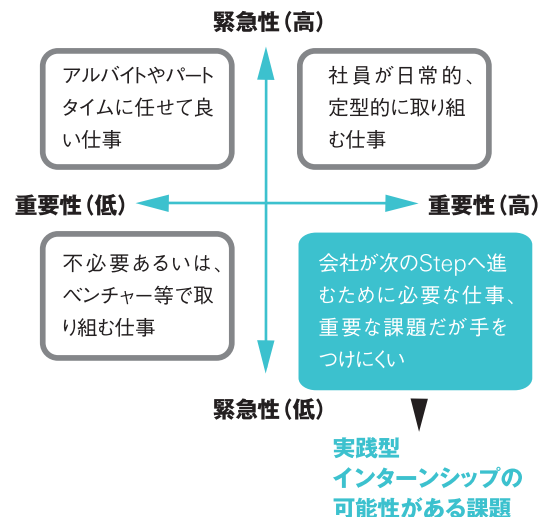 緊急性（高）
アルバイトやパート
タイムに任せて良
い仕事
社員が日常的、
定型的に取り組
む仕事
重要性（低）
重要性（高）
不必要あるいは、
ベンチャー等で取
り組む仕事
会社が次のStepへ進
むために必要な仕事、
重要な課題だが手を
つけにくい
緊急性（低）
実践型
インターンシップの
可能性がある課題